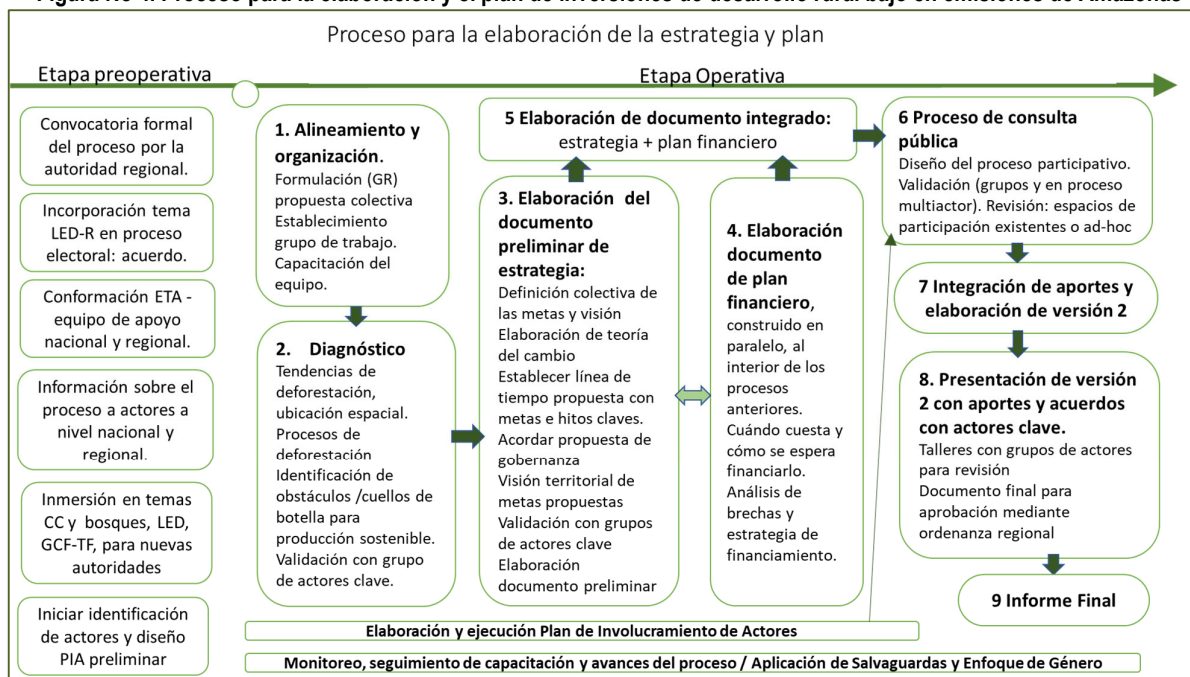 Proceso para la elaboración de la estrategia y plan
Etapa preoperativa
Etapa Operativa
Convocatoria formal
del proceso por la
autoridad regional.
Incorporación tema
LED-R en proceso
electoral: acuerdo.
Conformación ETA -
equipo de apoyo
nacional y regional.
Información sobre el
proceso a actores a
nivel nacional y
regional.
Inmersión en temas
CC y bosques, LED,
GCF-TF, para nuevas
autoridades
Iniciar identificación
de actores y diseño
PIA preliminar
1. Alineamiento y
organización.
Formulación (GR)
propuesta colectiva
Establecimiento
grupo de trabajo.
Capacitación del
equipo.
2. Diagnóstico
Tendencias de
deforestación,
ubicación espacial.
Procesos de
deforestación
Identificación de
obstáculos /cuellos de
botella para
producción sostenible.
Validación con grupo
de actores clave.
5 Elaboración de documento integrado:
estrategia + plan financiero
3. Elaboración del
documento
preliminar de
estrategia:
Definición colectiva de
las metas y visión
Elaboración de teoría
del cambio
Establecer línea de
tiempo propuesta con
metas e hitos claves.
Acordar propuesta de
gobernanza
Visión territorial de
metas propuestas
Validación con grupos
de actores clave
Elaboración
documento preliminar
4. Elaboración
documento
de plan
financiero,
construido en
paralelo, al
interior de los
procesos
anteriores.
Cuándo cuesta y
cómo se espera
financiarlo.
Análisis de
brechas y
estrategia de
financiamiento.
6 Proceso de consulta
pública
Diseño del proceso participativo.
Validación (grupos y en proceso
multiactor). Revisión: espacios de
participación existentes o ad-hoc
7 Integración de aportes y
elaboración de versión 2
8. Presentación de versión
2 con aportes y acuerdos
con actores clave.
Talleres con grupos de actores
para revisión
Documento final para
aprobación mediante
ordenanza regional
9 Informe Final
Elaboración y ejecución Plan de Involucramiento de Actores
Monitoreo, seguimiento de capacitación y avances del proceso / Aplicación de Salvaguardas y Enfoque de Género